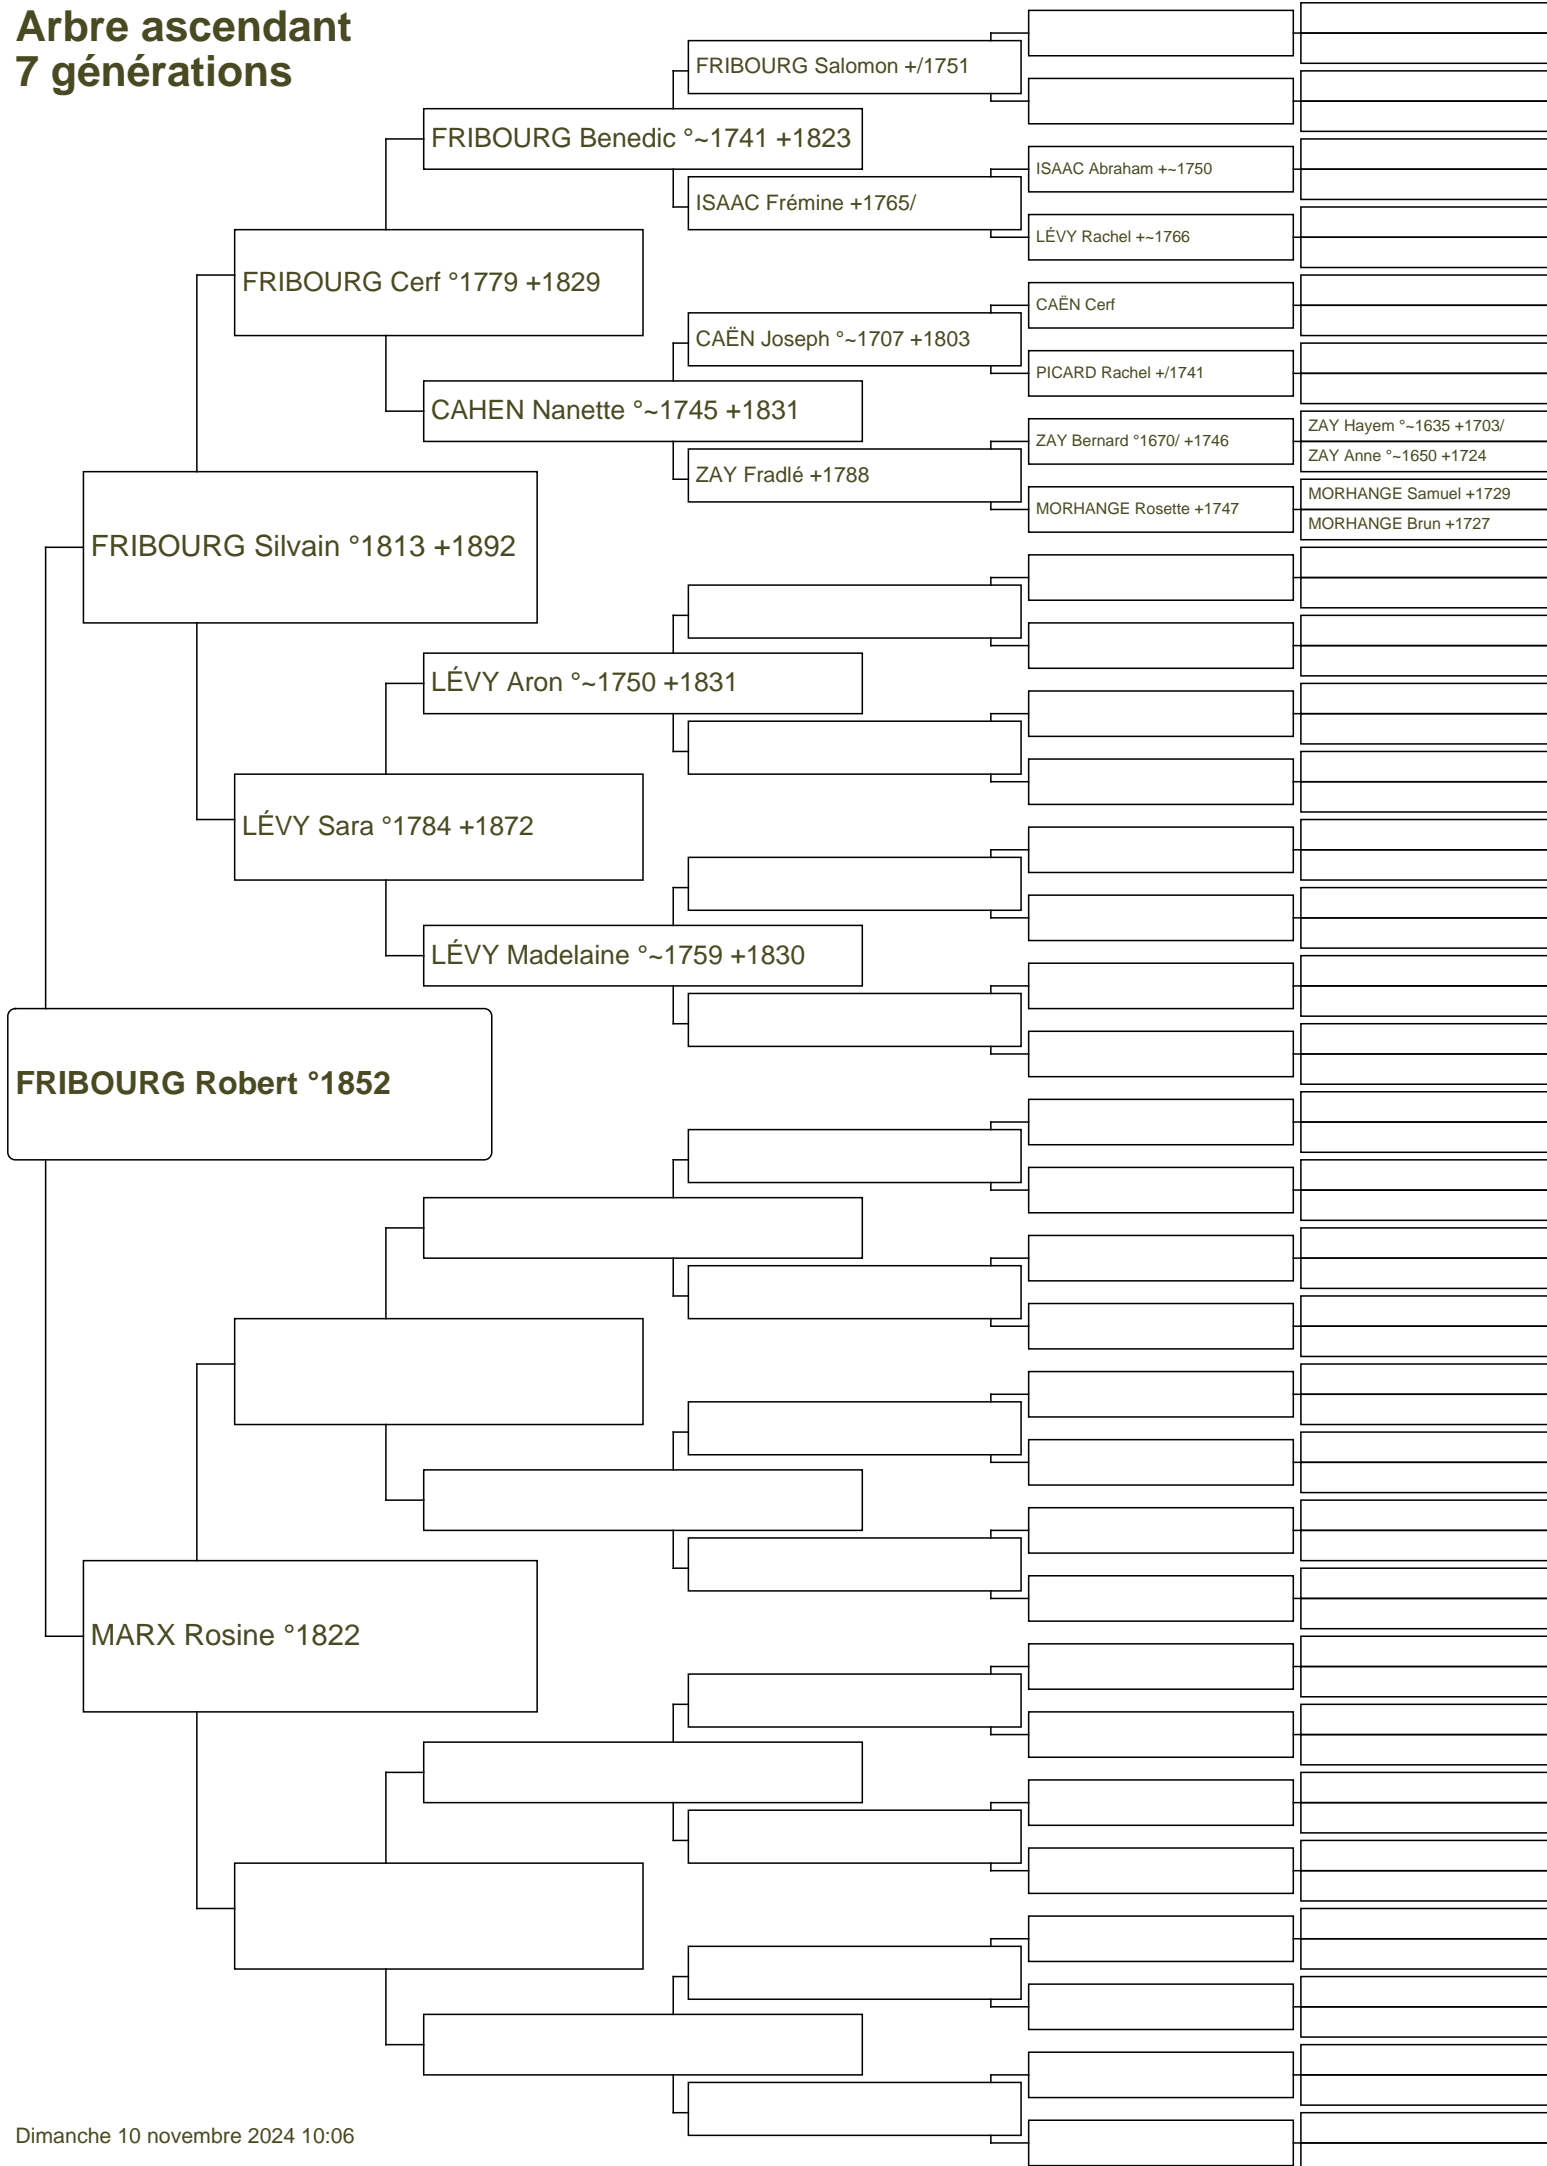 Arbre ascendant
7 générations
FRIBOURG Salomon +/1751
FRIBOURG Benedic °~1741 +1823
ISAAC Abraham +~1750
ISAAC Frémine +1765/
LÉVY Rachel +~1766
FRIBOURG Cerf °1779 +1829
CAËN Cerf
CAËN Joseph °~1707 +1803
PICARD Rachel +/1741
CAHEN Nanette °~1745 +1831
ZAY Hayem °~1635 +1703/
ZAY Bernard °1670/ +1746
ZAY Anne °~1650 +1724
ZAY Fradlé +1788
MORHANGE Samuel +1729
MORHANGE Rosette +1747
MORHANGE Brun +1727
FRIBOURG Silvain °1813 +1892
LÉVY Aron °~1750 +1831
LÉVY Sara °1784 +1872
LÉVY Madelaine °~1759 +1830
FRIBOURG Robert °1852
MARX Rosine °1822
Dimanche 10 novembre 2024 10:06